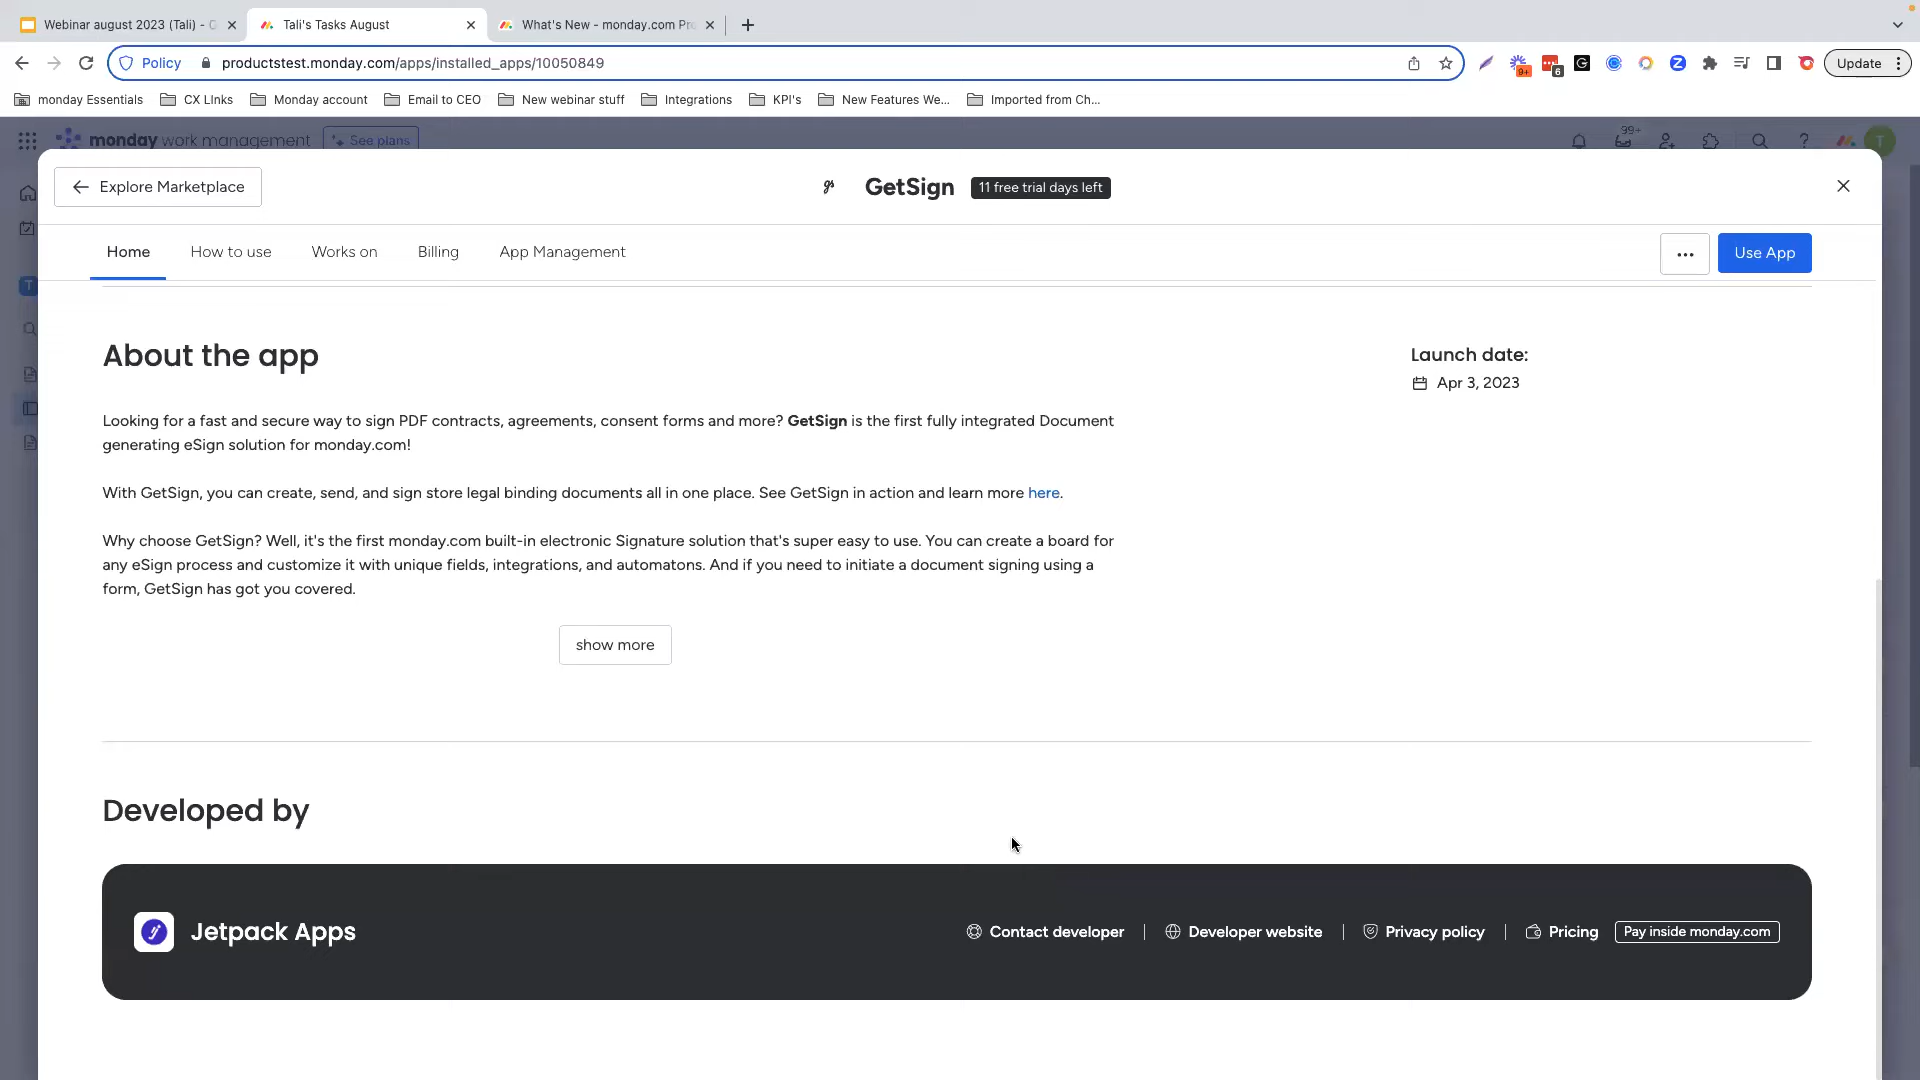 Webinar august 2023 (Tali) - G
Tali's Tasks August
What's New - monday.com Pro
Policy
productstest.monday.com/apps/installed_apps/10050849
9+
6
Update
monday Essentials
CX LInks
Monday account
Email to CEO
New webinar stuff
Integrations
KPI's
New Features We...
Imported from Ch...
monday work management
See plans
99+
?
T
Explore Marketplace
GetSign
11 free trial days left
Home
How to use
Works on
Billing
App Management
Use App
T
About the app
Launch date:
Apr 3, 2023
Looking for a fast and secure way to sign PDF contracts, agreements, consent forms and more? GetSign is the first fully integrated Document
generating eSign solution for monday.com!
With GetSign, you can create, send, and sign store legal binding documents all in one place. See GetSign in action and learn more here.
Why choose GetSign? Well, it's the first monday.com built-in electronic Signature solution that's super easy to use. You can create a board for
any eSign process and customize it with unique fields, integrations, and automatons. And if you need to initiate a document signing using a
form, GetSign has got you covered.
show more
Developed by
Jetpack Apps
Contact developer
Developer website
Privacy policy
Pricing
Pay inside monday.com